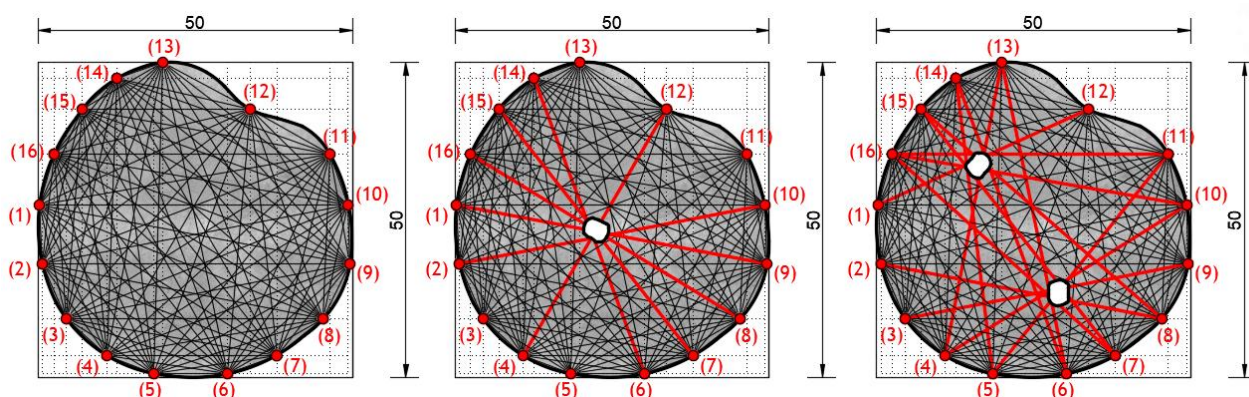 50 50 50
(13) (13) (13)
(14) (14) (14)
(12) (12) (12)
(15) (15) (15)
(16) (11) (16) (11) (16) (11)
(1) (10) (1) (10) (1) (10)
50 50 50
(2) (9) (2) (9) (2) (9)
(3) (8) (3) (8) (3) (8)
(4) (7) (4) (7) (4) (7)
(5) (6) (5) (6) (5) (6)